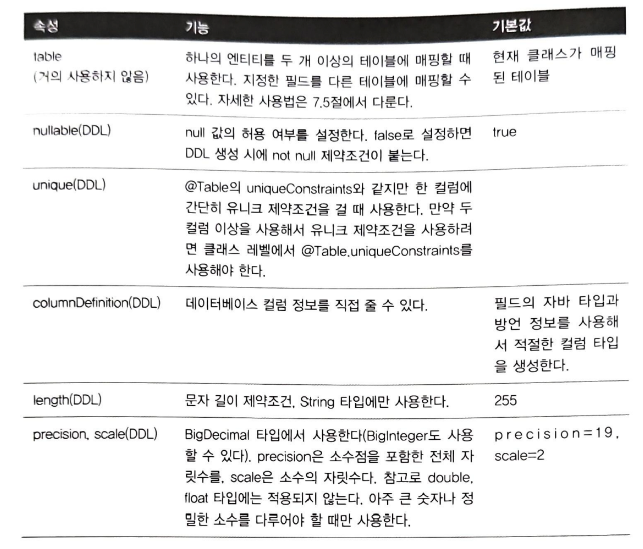 속성 기능 기본값
table 하나의 엔티티를 두 개 이상의 테이블에 매핑할 때 현재 클래스가 매핑
(거의 사용하지 않음) 사용한다. 지정한 필드를 다른 테이블에 매핑할 수 된 테이블
있다. 자세한 사용법은 7.5절에서 다룬다.
nullable(DDL) null 값의 허용 여부를 설정한다. false로 설정하면 true
DDL 생성 시에 not null 제약조건이 붙는다.
unique(DDL) @Table의 uniqueConstraints와 같지만 한 컬럼에
간단히 유니크 제약조건을 걸 때 사용한다. 만약 두
컬럼 이상을 사용해서 유니크 제약조건을 사용하려
면 클래스 레벨에서 @Table.uniqueConstraints를
사용해야 한다.
columnDefinition(DDL) 데이터베이스 컬럼 정보를 직접 줄 수 있다. 필드의 자바 타입과
방언 정보를 사용해
서 적절한 컬럼 타입
을 생성한다.
length(DDL) 문자 길이 제약조건, String 타입에만 사용한다. 255
precision, scale(DDL) BigDecimal 타입에서 사용한다(BigInteger도 사용 precision=19,
할 수 있다). precision은 소수점을 포함한 전체 자 scale=2
릿수를, scale은 소수의 자릿수다. 참고로 double,
float 타입에는 적용되지 않는다. 아주 큰 숫자나 정
밀한 소수를 다루어야 할 때만 사용한다.